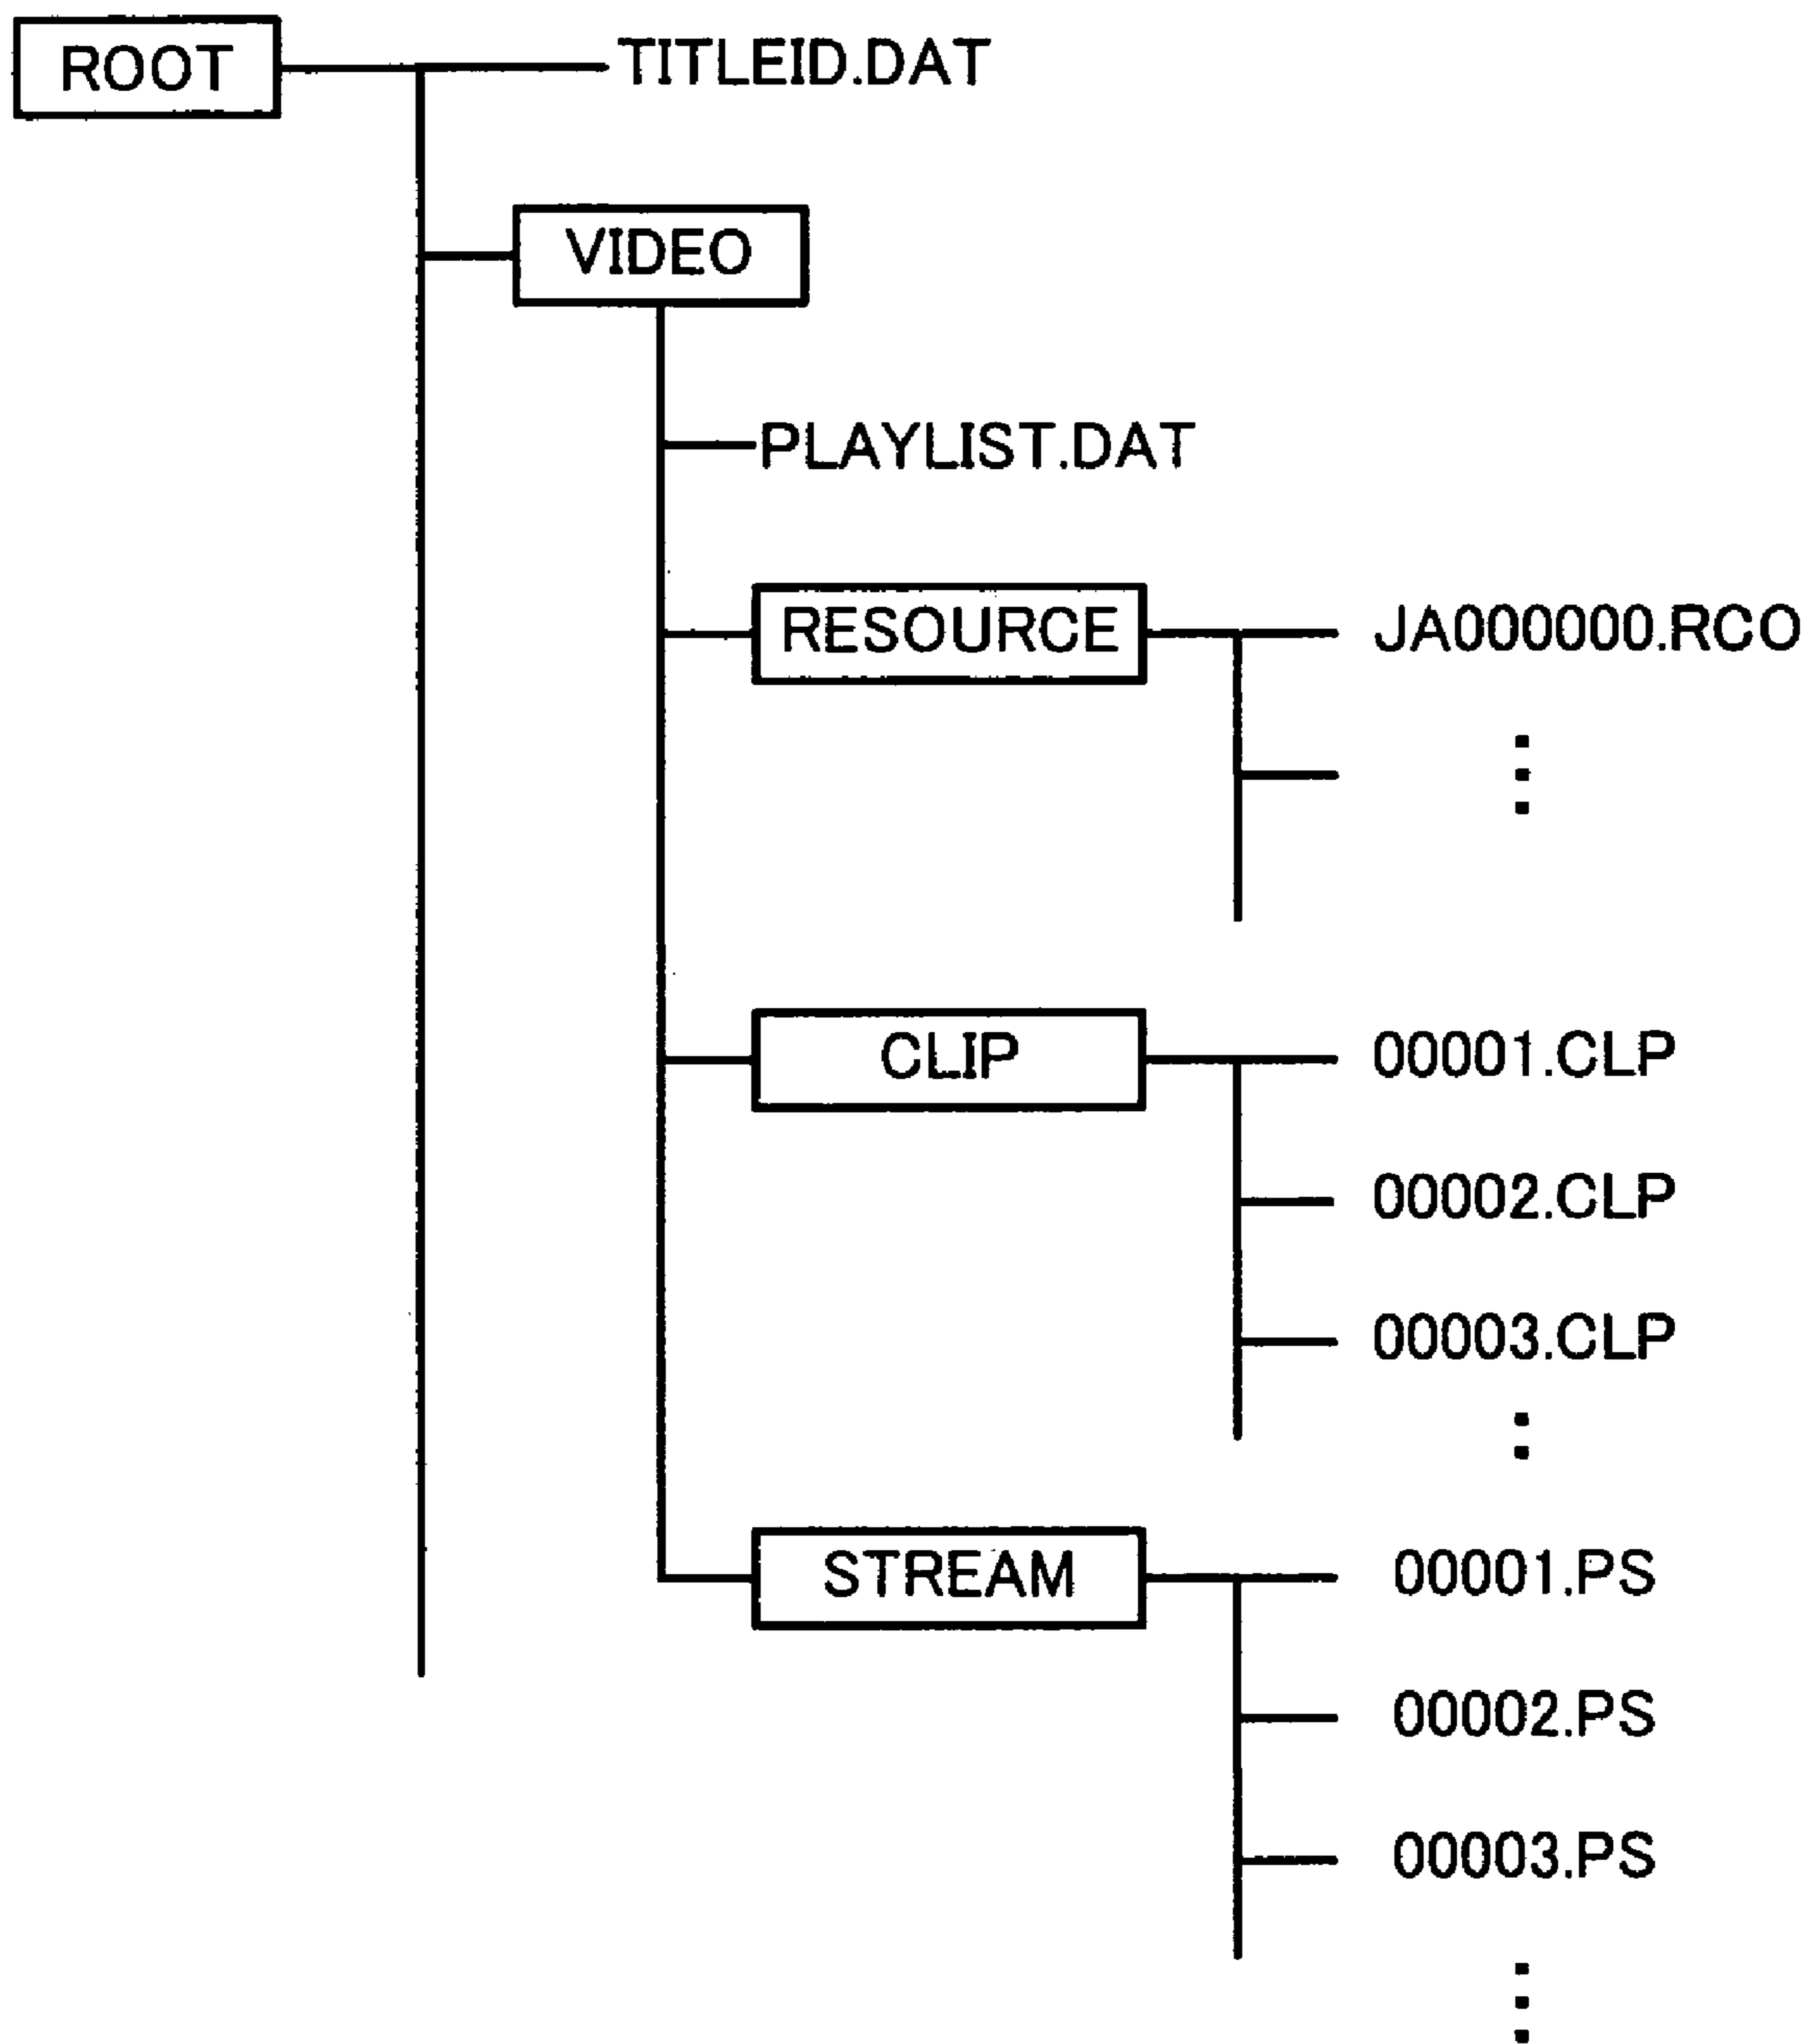 ROOT
TITLEID.DAT
VIDEO
PLAYLIST.DAT
RESOURCE
JA000000.RCO
CLIP
00001.CLP
00002.CLP
00003.CLP
STREAM
00001.PS
00002.PS
00003.PS